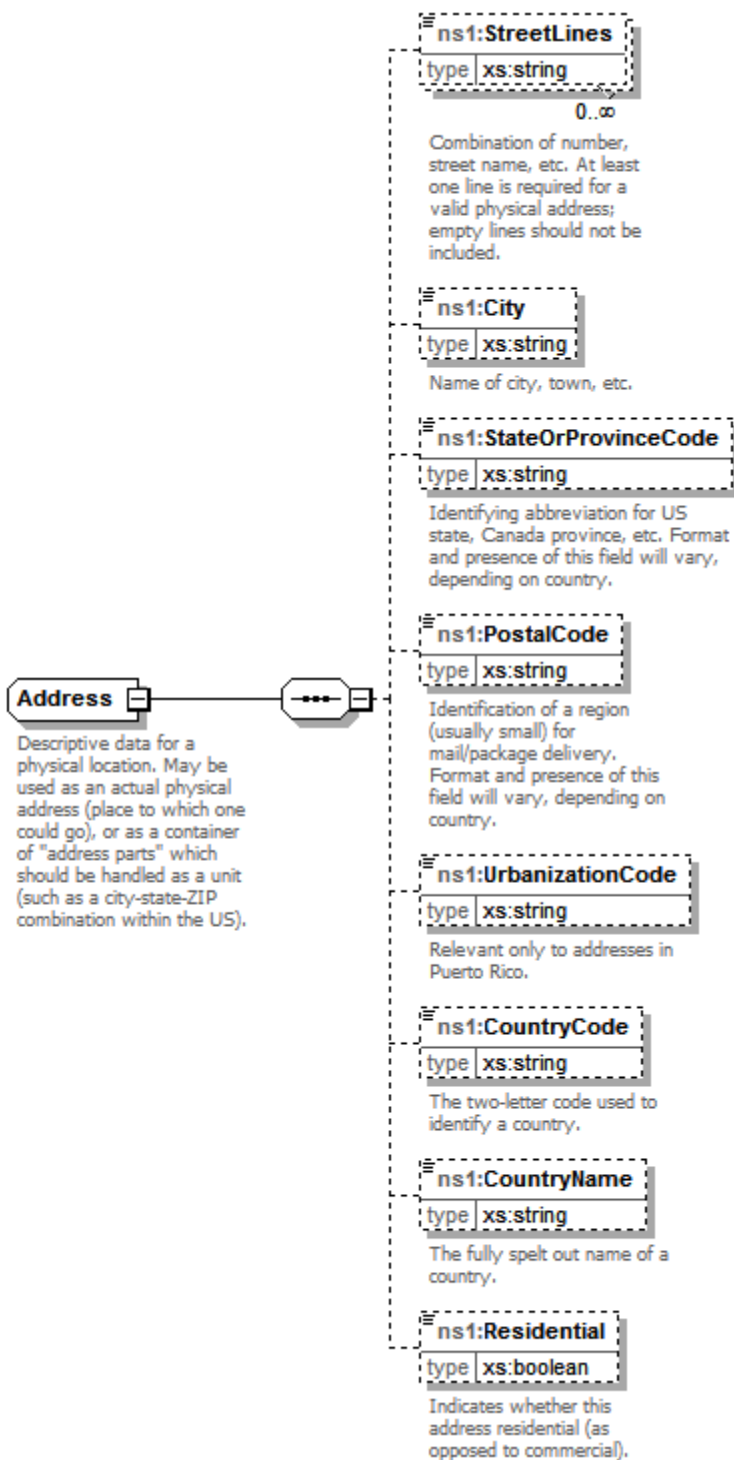 ns1:StreetLines
type xs:string
0..∞
Combination of number,
street name, etc. At least
one line is required for a
valid physical address;
empty lines should not be
included.
ns1:City
type xs:string
Name of city, town, etc.
ns1:StateOrProvinceCode
type xs:string
Identifying abbreviation for US
state, Canada province, etc. Format
and presence of this field will vary,
depending on country.
ns1:PostalCode
type xs:string
Identification of a region
(usually small) for
mail/package delivery.
Format and presence of this
field will vary, depending on
country.
Address
Descriptive data for a
physical location. May be
used as an actual physical
address (place to which one
could go), or as a container
of "address parts" which
should be handled as a unit
(such as a city-state-ZIP
combination within the US).
ns1:UrbanizationCode
type xs:string
Relevant only to addresses in
Puerto Rico.
ns1:CountryCode
type xs:string
The two-letter code used to
identify a country.
ns1:CountryName
type xs:string
The fully spelt out name of a
country.
ns1:Residential
type xs:boolean
Indicates whether this
address residential (as
opposed to commercial).